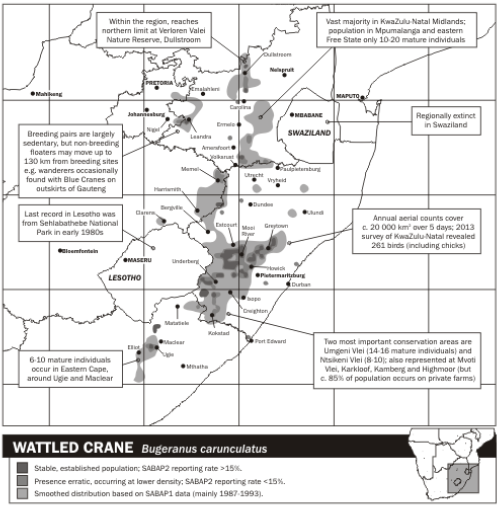 Within the region, reaches
northern limit at Verloren Valei
Nature Reserve, Dullstroom
Vast majority in KwaZulu-Natal Midlands;
population in Mpumalanga and eastern
Free State only 10-20 mature individuals
Dullstroom
Nelspruit
PRETORIA
Emalahleni
Mahikeng
MAPUTO
Carolina
Johannesburg
MBABANE
Regionally extinct
in Swaziland
Ermelo
Nigel
Leandra
SWAZILAND
Breeding pairs are largely
sedentary, but non-breeding
floaters may move up to
130 km from breeding sites
e.g. wanderers occasionally
found with Blue Cranes on
outskirts of Gauteng
Amersfoort
Volksrust
Memel
Paulpietersburg
Utrecht
Vryheid
Harrismith
Dundee
Bergville
Ulundi
Clarens
Last record in Lesotho was
from Sehlabathebe National
Park in early 1980s
Annual aerial counts cover
c. 20 000 km² over 5 days; 2013
survey of KwaZulu-Natal revealed
261 birds (including chicks)
Estcourt
Mooi
River
Greytown
Bloemfontein
MASERU
Underberg
Howick
Pietermaritzburg
LESOTHO
Durban
Ixopo
Creighton
Matatiele
Kokstad
Port Edward
Two most important conservation areas are
Umgeni Vlei (14-16 mature individuals) and
Ntsikeni Vlei (8-10); also represented at Mvoti
Vlei, Karkloof, Kamberg and Highmoor (but
c. 85% of population occurs on private farms)
6-10 mature individuals
occur in Eastern Cape,
around Ugie and Maclear
Elliot
Maclear
Ugie
Mthatha
WATTLED CRANE Bugeranus carunculatus
Stable, established population; SABAP2 reporting rate >15%.
Presence erratic, occurring at lower density; SABAP2 reporting rate <15%.
Smoothed distribution based on SABAP1 data (mainly 1987-1993).